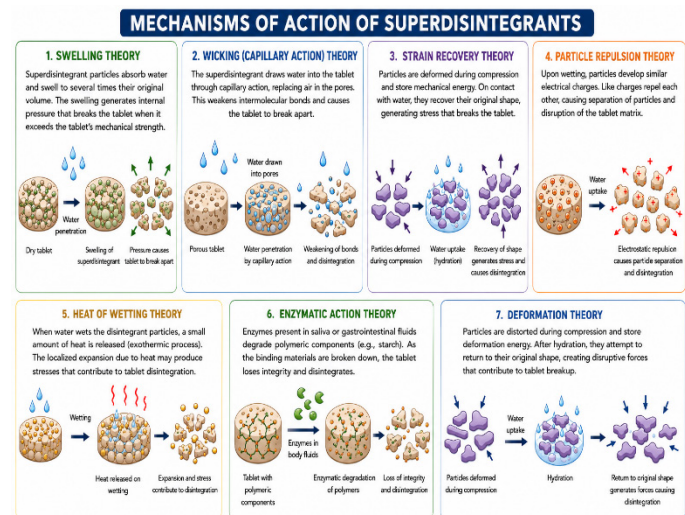 MECHANISMS OF ACTION OF SUPERDISINTEGRANTS
1. SWELLING THEORY
Superdisintegrant particles absorb water
and swell to several times their original
volume. The swelling generates internal
pressure that breaks the tablet when it
exceeds the tablet's mechanical strength.
Water
penetration
Dry tablet
Swelling of
superdisintegrant
Pressure causes
tablet to break apart
2. WICKING (CAPILLARY ACTION) THEORY
The superdisintegrant draws water into the tablet
through capillary action, replacing air in the pores.
This weakens intermolecular bonds and causes
the tablet to break apart.
Water drawn
into pores
Porous tablet
Water penetration
by capillary action
Weakening of bonds
and disintegration
3. STRAIN RECOVERY THEORY
Particles are deformed during compression
and store mechanical energy. On contact
with water, they recover their original shape,
generating stress that breaks the tablet.
Particles deformed
during compression
Water uptake
(hydration)
Recovery of shape
generates stress and
causes disintegration
4. PARTICLE REPULSION THEORY
Upon wetting, particles develop similar
electrical charges. Like charges repel each
other, causing separation of particles and
disruption of the tablet matrix.
Water
uptake
Electrostatic repulsion
causes particle separation
and disintegration
5. HEAT OF WETTING THEORY
When water wets the disintegrant particles, a small
amount of heat is released (exothermic process).
The localized expansion due to heat may produce
stresses that contribute to tablet disintegration.
Wetting
Heat released on
wetting
Expansion and stress
contribute to disintegration
6. ENZYMATIC ACTION THEORY
Enzymes present in saliva or gastrointestinal fluids
degrade polymeric components (e.g., starch). As
the binding materials are broken down, the tablet
loses integrity and disintegrates.
Enzymes in
body fluids
Tablet with
polymeric
components
Enzymatic degradation
of polymers
Loss of integrity
and disintegration
7. DEFORMATION THEORY
Particles are distorted during compression and store
deformation energy. After hydration, they attempt to
return to their original shape, creating disruptive forces
that contribute to tablet breakup.
Water
uptake
Particles deformed
during compression
Hydration
Return to original shape
generates forces causing
disintegration